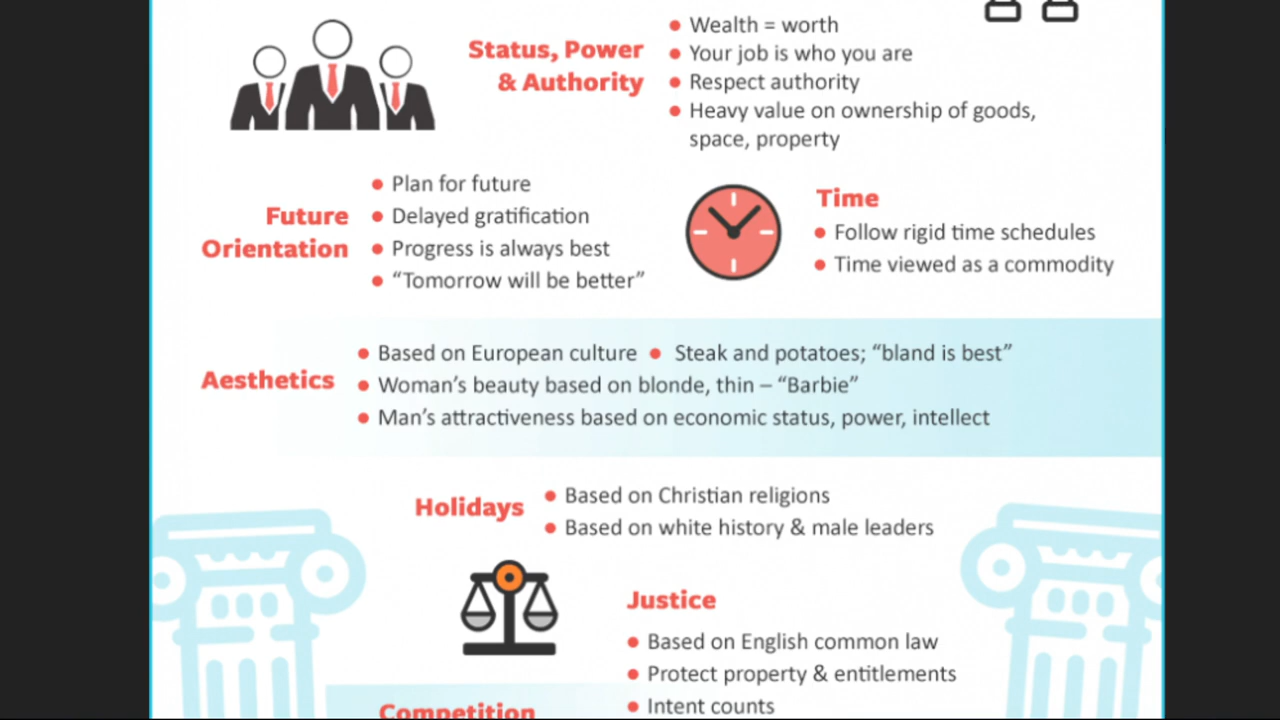 Status, Power
& Authority
Wealth = worth
Your job is who you are
Respect authority
Heavy value on ownership of goods,
space, property
Future
Orientation
Plan for future
Delayed gratification
Progress is always best
“Tomorrow will be better”
Time
Follow rigid time schedules
Time viewed as a commodity
Aesthetics
Based on European culture
Steak and potatoes; “bland is best”
Woman’s beauty based on blonde, thin – “Barbie”
Man’s attractiveness based on economic status, power, intellect
Holidays
Based on Christian religions
Based on white history & male leaders
Justice
Based on English common law
Protect property & entitlements
Intent counts
Competition